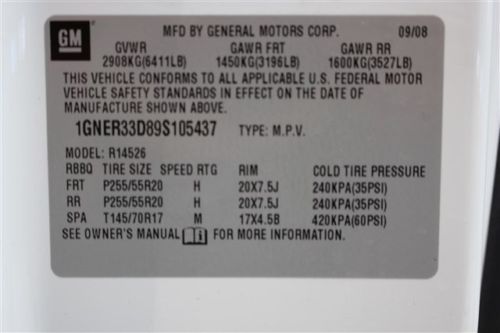 GM
MFD BY GENERAL MOTORS CORP. 09/08
GVWR GAWR FRT GAWR RR
2908KG(6411LB) 1450KG(3196LB) 1600KG(3527LB)
THIS VEHICLE CONFORMS TO ALL APPLICABLE U.S. FEDERAL MOTOR
VEHICLE SAFETY STANDARDS IN EFFECT ON THE DATE OF
MANUFACTURE SHOWN ABOVE.
1GNER33D89S105437 TYPE: M.P.V.
MODEL: R14526
RBBQ TIRE SIZE SPEED RTG RIM COLD TIRE PRESSURE
FRT P255/55R20 H 20X7.5J 240KPA(35PSI)
RR P255/55R20 H 20X7.5J 240KPA(35PSI)
SPA T145/70R17 M 17X4.5B 420KPA(60PSI)
SEE OWNER'S MANUAL FOR MORE INFORMATION.